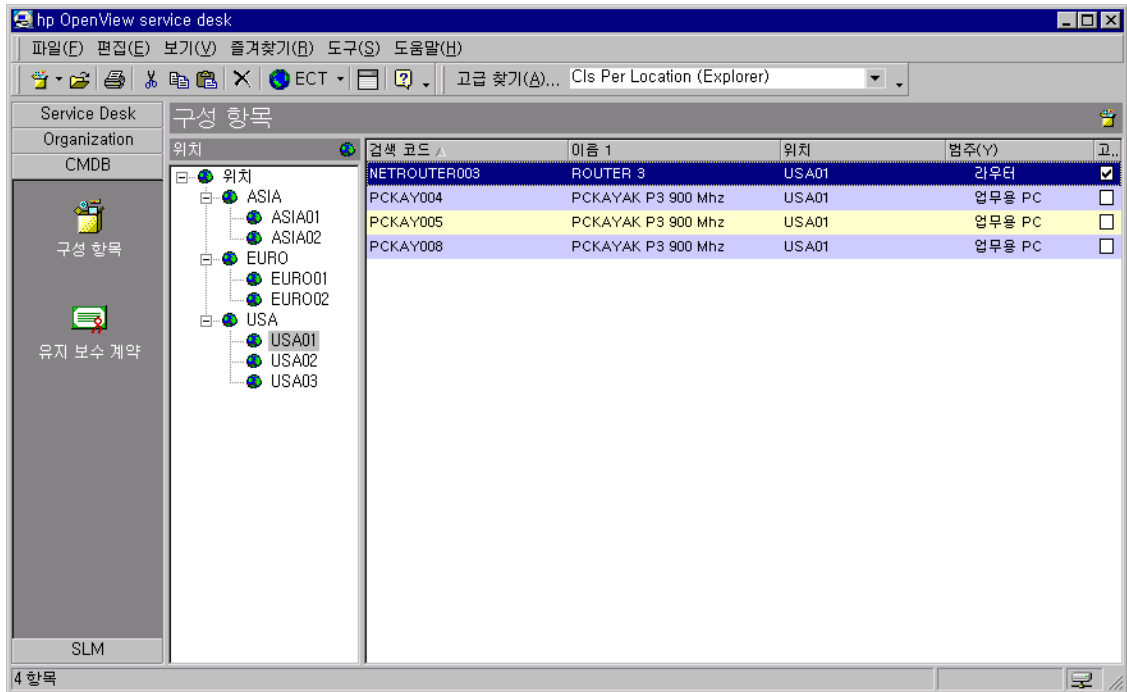 hp OpenView service desk
파일(F) 편집(E) 보기(V) 즐겨찾기(R) 도구(S) 도움말(H)
ECT 고급 찾기(A)... CIs Per Location (Explorer)
Service Desk
Organization
CMDB
구성 항목
유지 보수 계약
SLM
구성 항목
위치
위치
ASIA
ASIA01
ASIA02
EURO
EURO01
EURO02
USA
USA01
USA02
USA03
검색 코드 이름 1 위치 범주(Y) 고..
NETROUTER003 ROUTER 3 USA01 라우터
PCKAY004 PCKAYAK P3 900 Mhz USA01 업무용 PC
PCKAY005 PCKAYAK P3 900 Mhz USA01 업무용 PC
PCKAY008 PCKAYAK P3 900 Mhz USA01 업무용 PC
4 항목